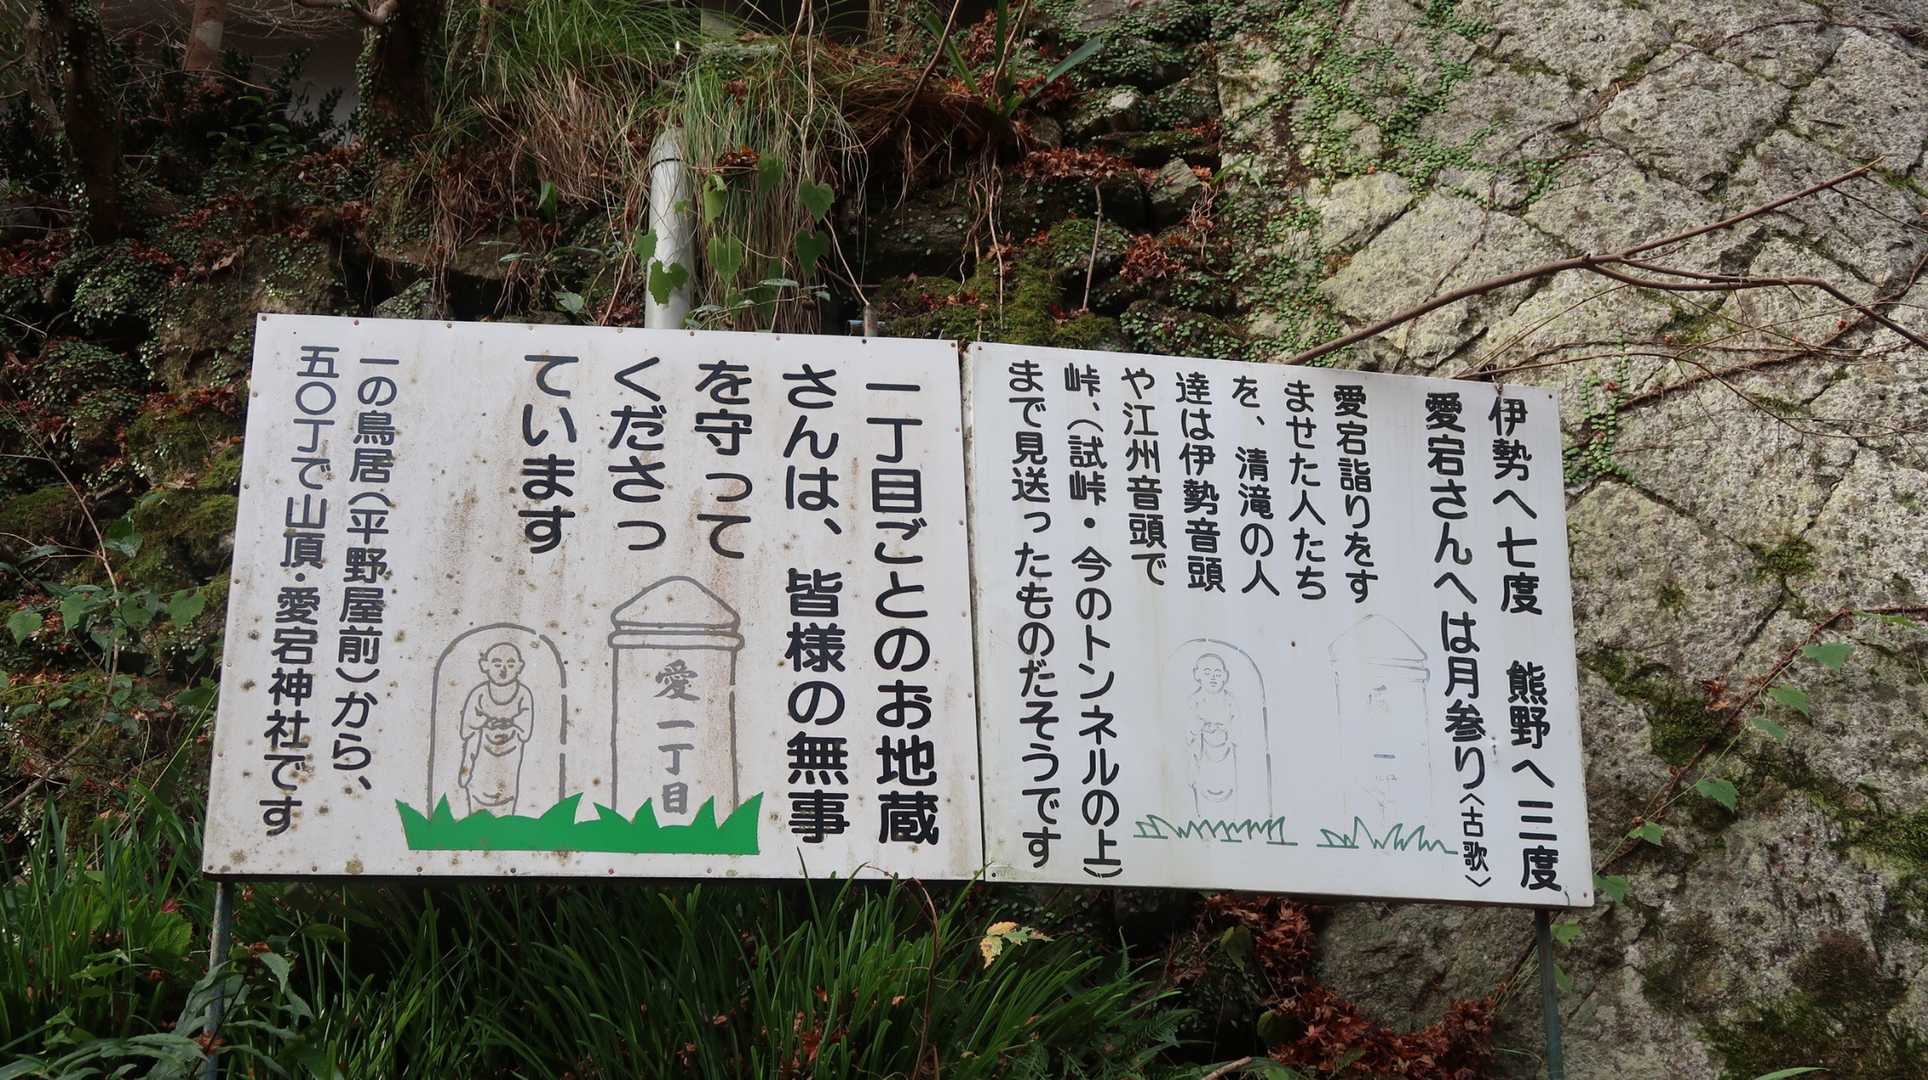 伊勢へ七度　熊野へ三度
愛宕さんへは月参り〈古歌〉
愛宕詣りをす
ませた人たち
を、清滝の人
達は伊勢音頭
や江州音頭で
峠、(試峠・今のトンネルの上)
まで見送ったものだそうです
一丁目ごとのお地蔵
さんは、皆様の無事
を守って
くださっ
ています
愛
一丁目
一の鳥居(平野屋前)から、
五〇丁で山頂・愛宕神社です